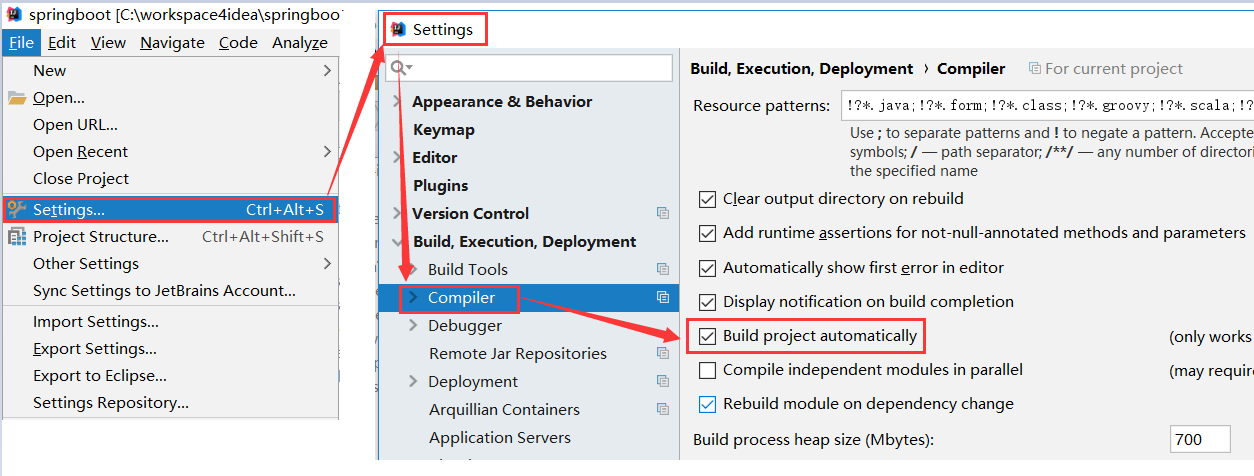 springboot [C:\workspace4idea\springboot
File Edit View Navigate Code Analyze
New
Open...
Open URL...
Open Recent
Close Project
Settings... Ctrl+Alt+S
Project Structure... Ctrl+Alt+Shift+S
Other Settings
Sync Settings to JetBrains Account...
Import Settings...
Export Settings...
Export to Eclipse...
Settings Repository...
Settings
Appearance & Behavior
Keymap
Editor
Plugins
Version Control
Build, Execution, Deployment
Build Tools
Compiler
Debugger
Remote Jar Repositories
Deployment
Arquillian Containers
Application Servers
Build, Execution, Deployment › Compiler For current project
Resource patterns: !?*.java;!?*.form;!?*.class;!?*.groovy;!?*.scala;!?
Use ; to separate patterns and ! to negate a pattern. Accepte
symbols; / — path separator; /**/ — any number of directori
the specified name
Clear output directory on rebuild
Add runtime assertions for not-null-annotated methods and parameters
Automatically show first error in editor
Display notification on build completion
Build project automatically (only works
Compile independent modules in parallel (may require
Rebuild module on dependency change
Build process heap size (Mbytes): 700